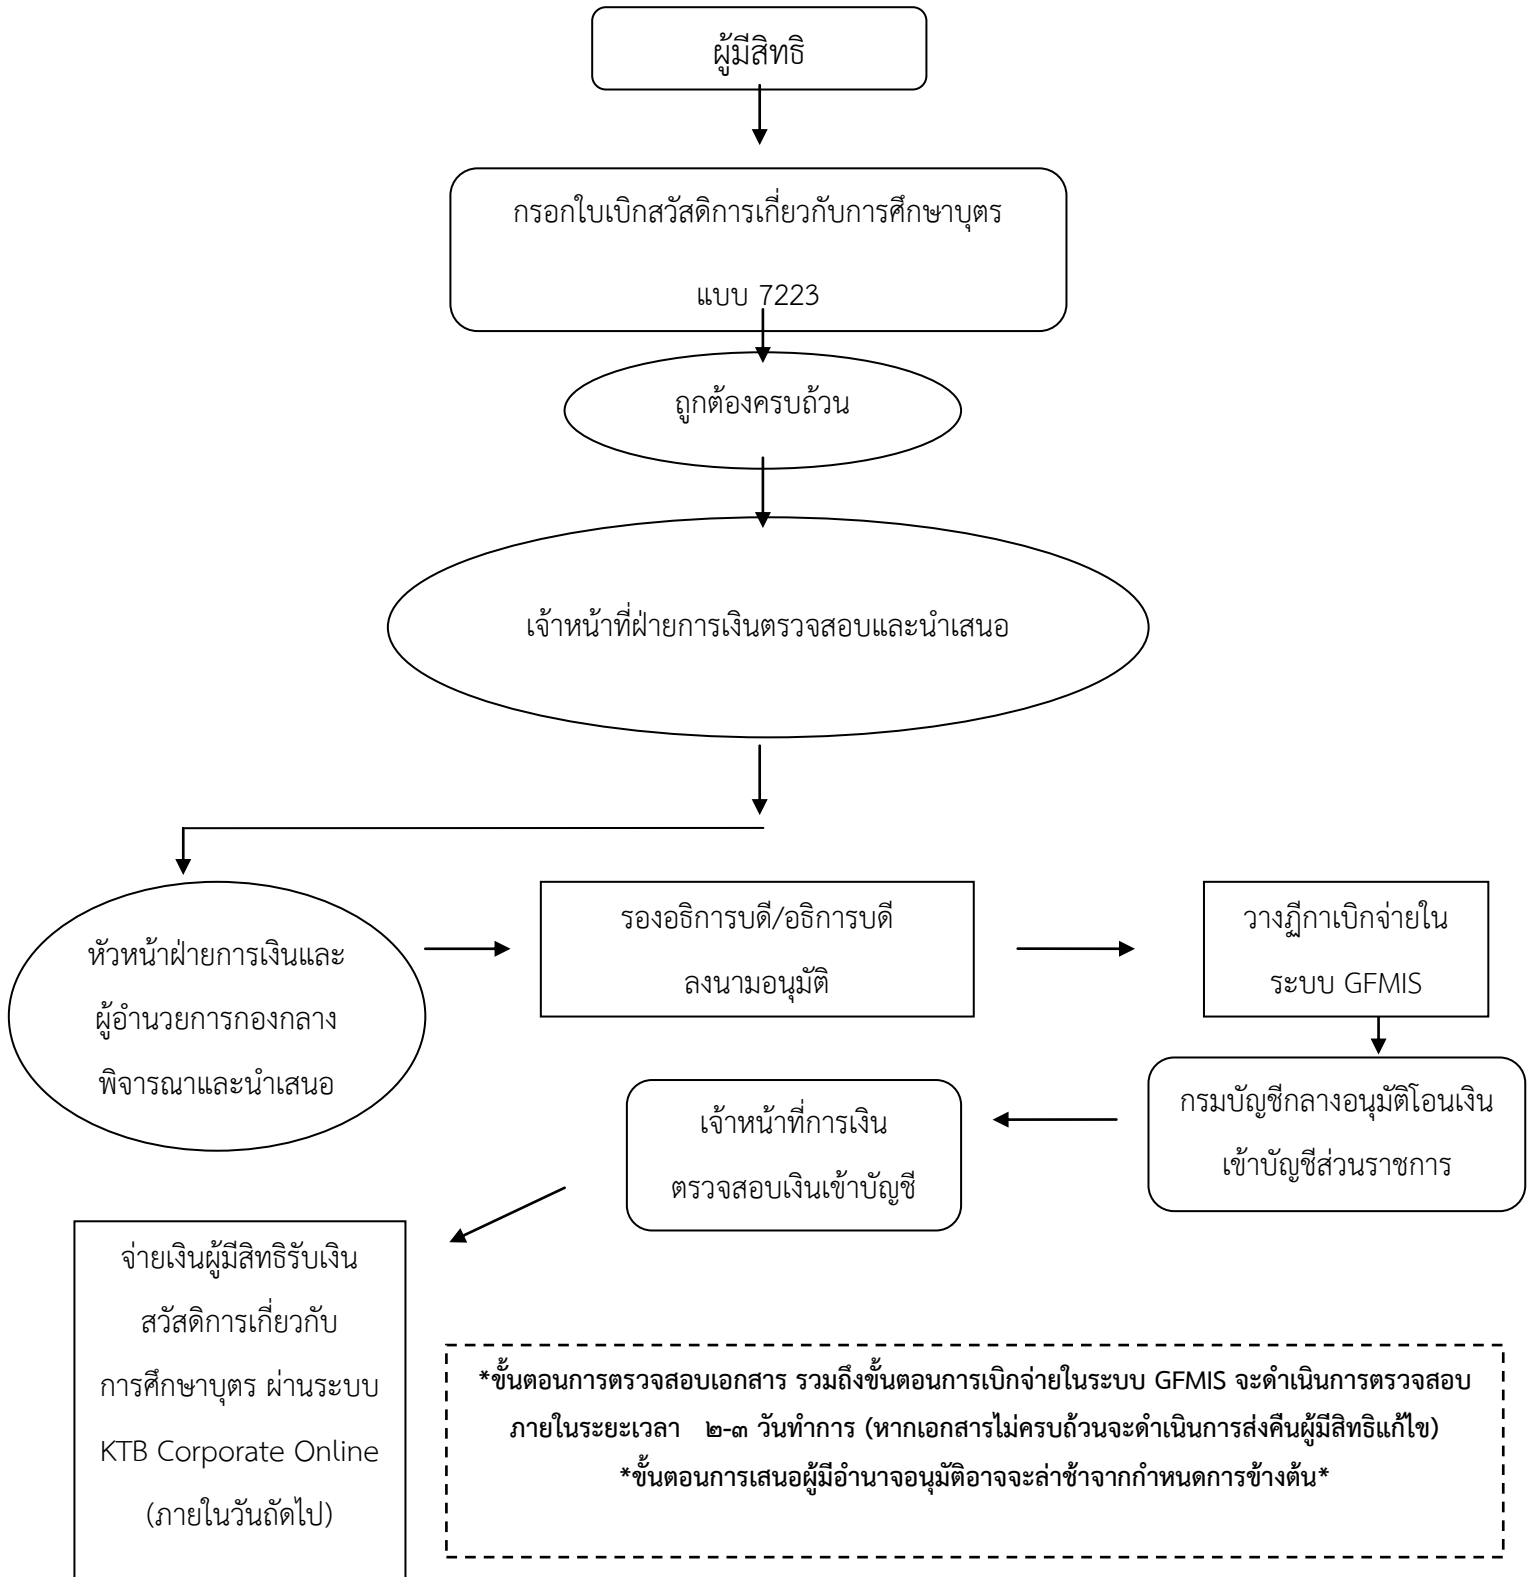 ผู้มีสิทธิ
กรอกใบเบิกสวัสดิการเกี่ยวกับการศึกษาบุตร
แบบ 7223
ถูกต้องครบถ้วน
เจ้าหน้าที่ฝ่ายการเงินตรวจสอบและนำเสนอ
หัวหน้าฝ่ายการเงินและ
ผู้อำนวยการกองกลาง
พิจารณาและนำเสนอ
รองอธิการบดี/อธิการบดี
ลงนามอนุมัติ
วางฎีกาเบิกจ่ายใน
ระบบ GFMIS
กรมบัญชีกลางอนุมัติโอนเงิน
เข้าบัญชีส่วนราชการ
เจ้าหน้าที่การเงิน
ตรวจสอบเงินเข้าบัญชี
จ่ายเงินผู้มีสิทธิรับเงิน
สวัสดิการเกี่ยวกับ
การศึกษาบุตร ผ่านระบบ
KTB Corporate Online
(ภายในวันถัดไป)
*ขั้นตอนการตรวจสอบเอกสาร รวมถึงขั้นตอนการเบิกจ่ายในระบบ GFMIS จะดำเนินการตรวจสอบ
ภายในระยะเวลา ๒-๓ วันทำการ (หากเอกสารไม่ครบถ้วนจะดำเนินการส่งคืนผู้มีสิทธิแก้ไข)
*ขั้นตอนการเสนอผู้มีอำนาจอนุมัติอาจจะล่าช้าจากกำหนดการข้างต้น*